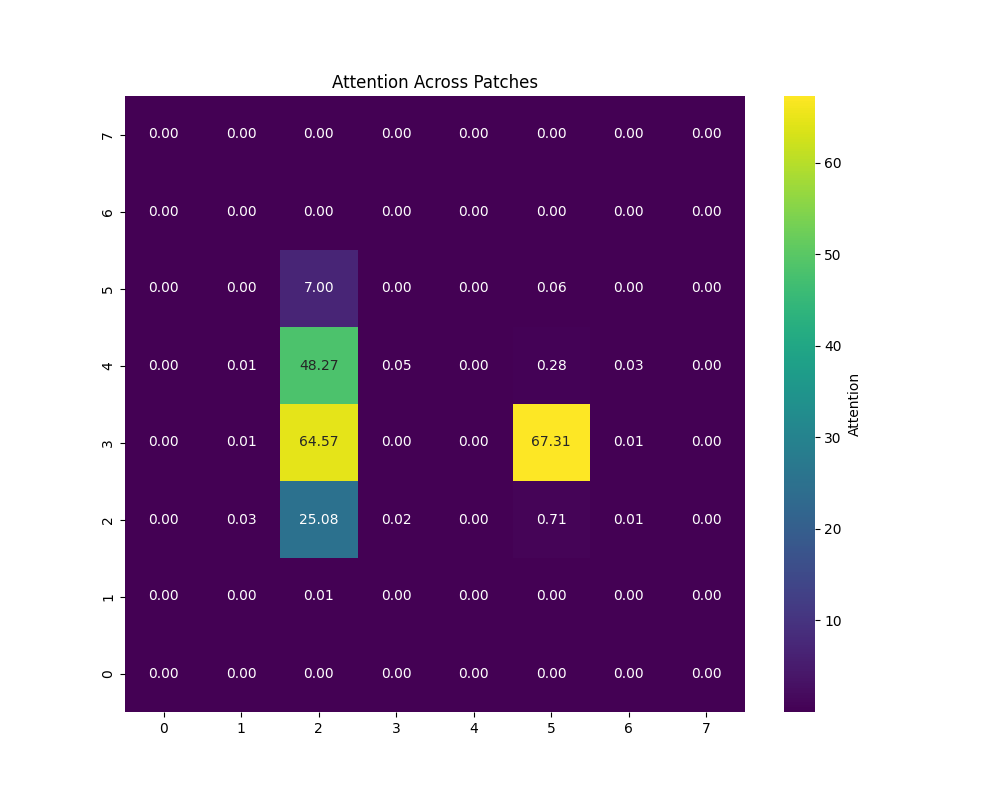 Attention Across Patches
7 0.00 0.00 0.00 0.00 0.00 0.00 0.00 0.00
6 0.00 0.00 0.00 0.00 0.00 0.00 0.00 0.00
5 0.00 0.00 7.00 0.00 0.00 0.06 0.00 0.00
4 0.00 0.01 48.27 0.05 0.00 0.28 0.03 0.00
3 0.00 0.01 64.57 0.00 0.00 67.31 0.01 0.00
2 0.00 0.03 25.08 0.02 0.00 0.71 0.01 0.00
1 0.00 0.00 0.01 0.00 0.00 0.00 0.00 0.00
0 0.00 0.00 0.00 0.00 0.00 0.00 0.00 0.00
0 1 2 3 4 5 6 7
60
50
40
30
20
10
Attention